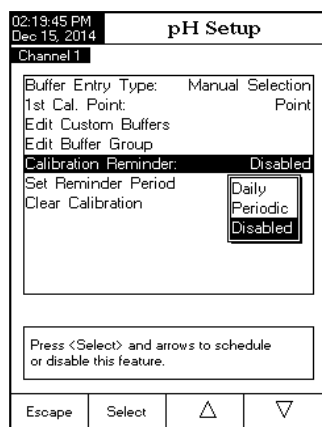 02:19:45 PM
Dec 15, 2014
pH Setup
Channel 1
Buffer Entry Type: Manual Selection
1st Cal. Point: Point
Edit Custom Buffers
Edit Buffer Group
Calibration Reminder: Disabled
Set Reminder Period
Daily
Clear Calibration
Periodic
Disabled
Press <Select> and arrows to schedule
or disable this feature.
Escape Select △ ▽